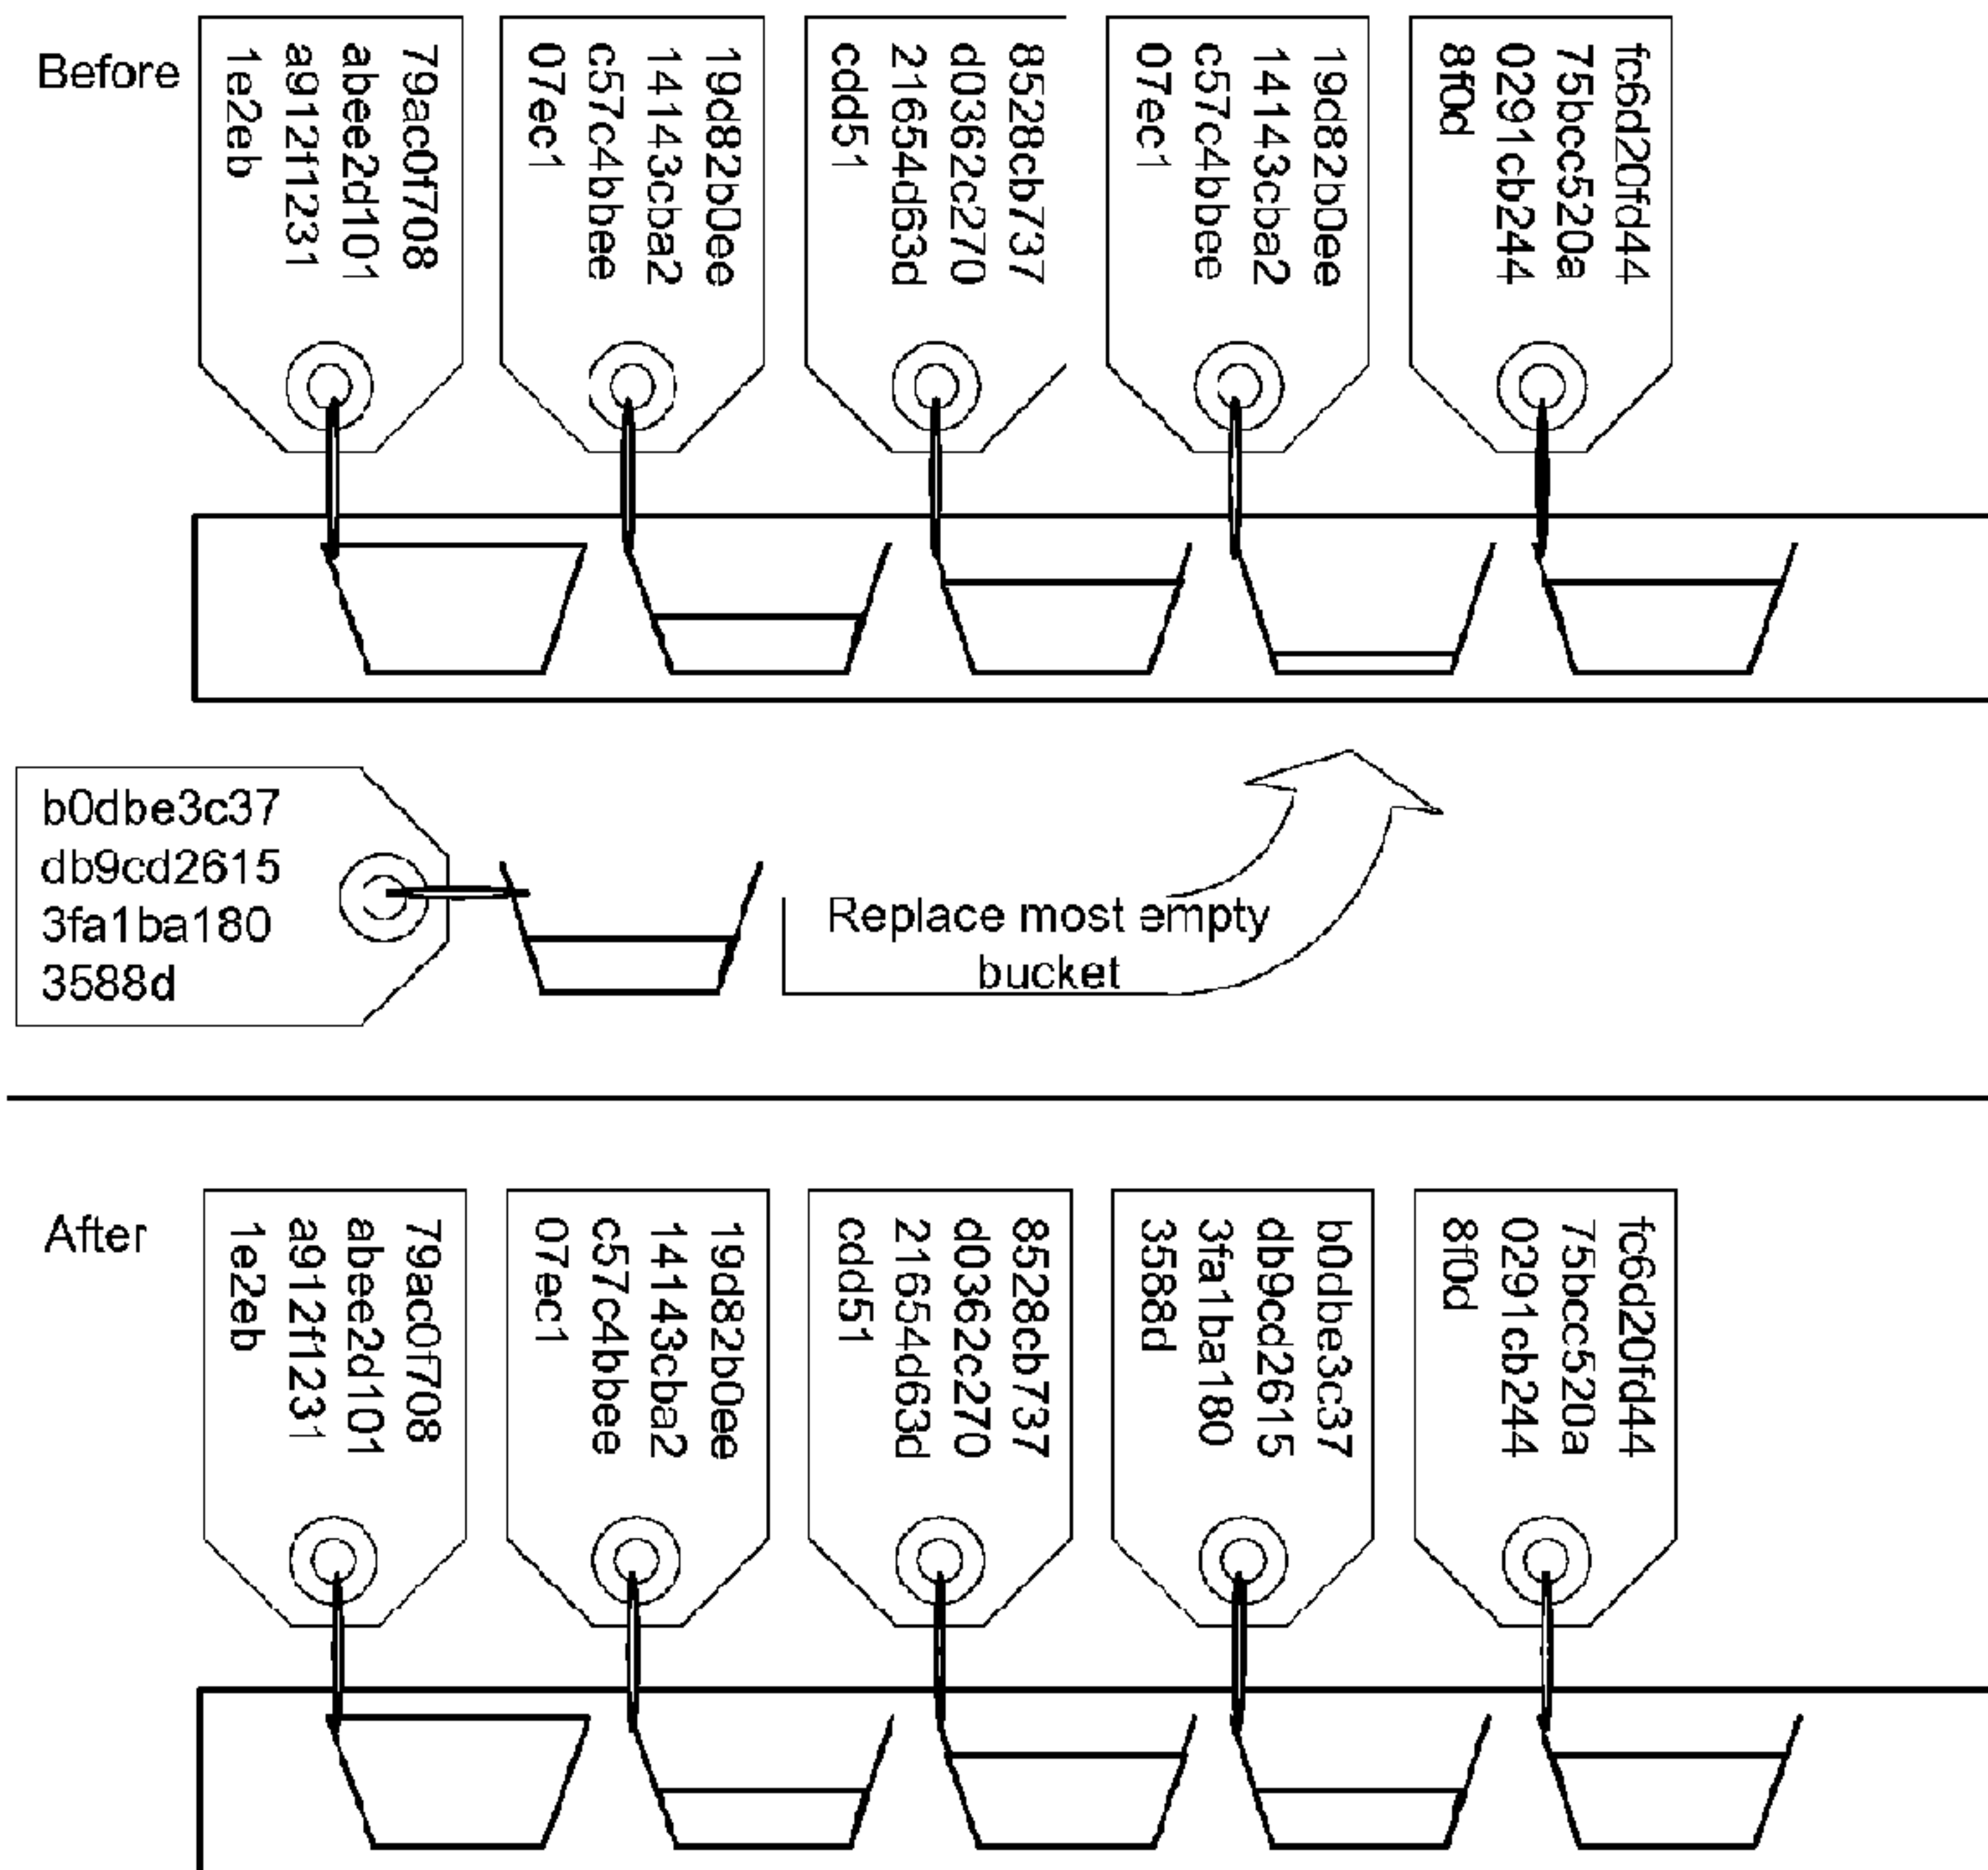 Before
79ac0f708
abee2d101
a912f1231
1e2eb
19d82b0ee
14143cba2
c57c4bbee
07ec1
8528cb737
d0362c270
21654d63d
cdd51
19d82b0ee
14143cba2
c57c4bbee
07ec1
fc6d20fd44
75bcc520a
0291cb244
8f0d
b0dbe3c37
db9cd2615
3fa1ba180
3588d
Replace most empty
bucket
After
79ac0f708
abee2d101
a912f1231
1e2eb
19d82b0ee
14143cba2
c57c4bbee
07ec1
8528cb737
d0362c270
21654d63d
cdd51
b0dbe3c37
db9cd2615
3fa1ba180
3588d
fc6d20fd44
75bcc520a
0291cb244
8f0d